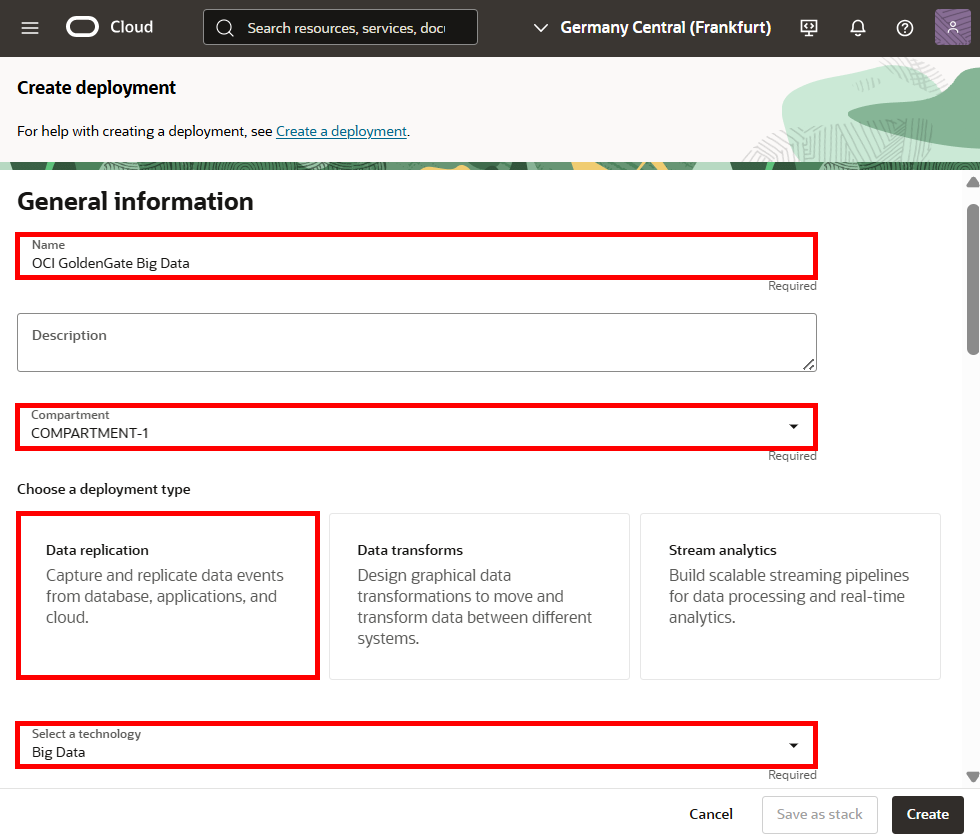 Cloud
Search resources, services, docu
Germany Central (Frankfurt)
Create deployment
For help with creating a deployment, see Create a deployment.
General information
Name
OCI GoldenGate Big Data
Required
Description
Compartment
COMPARTMENT-1
Required
Choose a deployment type
Data replication
Capture and replicate data events
from database, applications, and
cloud.
Data transforms
Design graphical data
transformations to move and
transform data between different
systems.
Stream analytics
Build scalable streaming pipelines
for data processing and real-time
analytics.
Select a technology
Big Data
Required
Cancel
Save as stack
Create